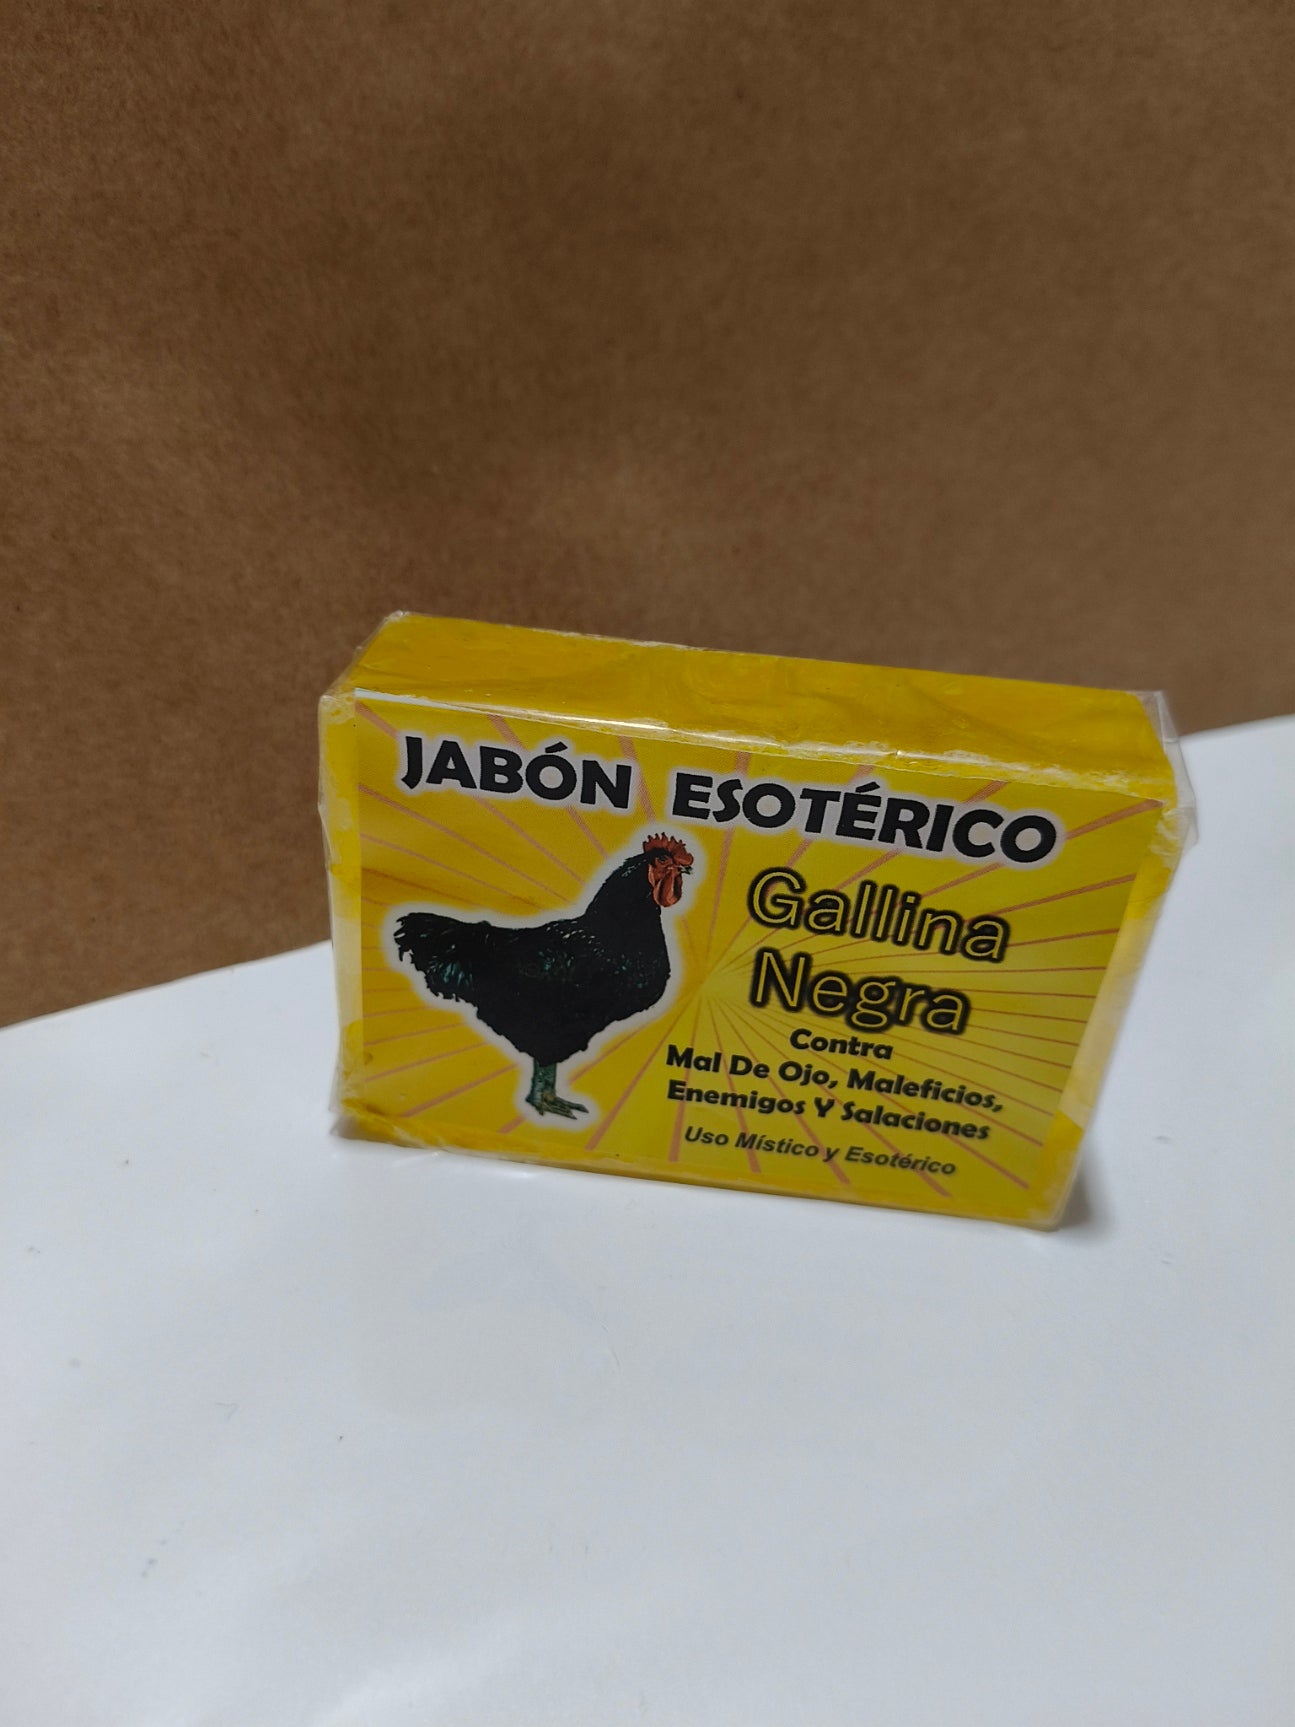 JABÓN ESOTÉRICO
Gallina
Negra
Contra
Mal De Ojo, Maleficios,
Enemigos Y Salaciones
Uso Místico y Esotérico